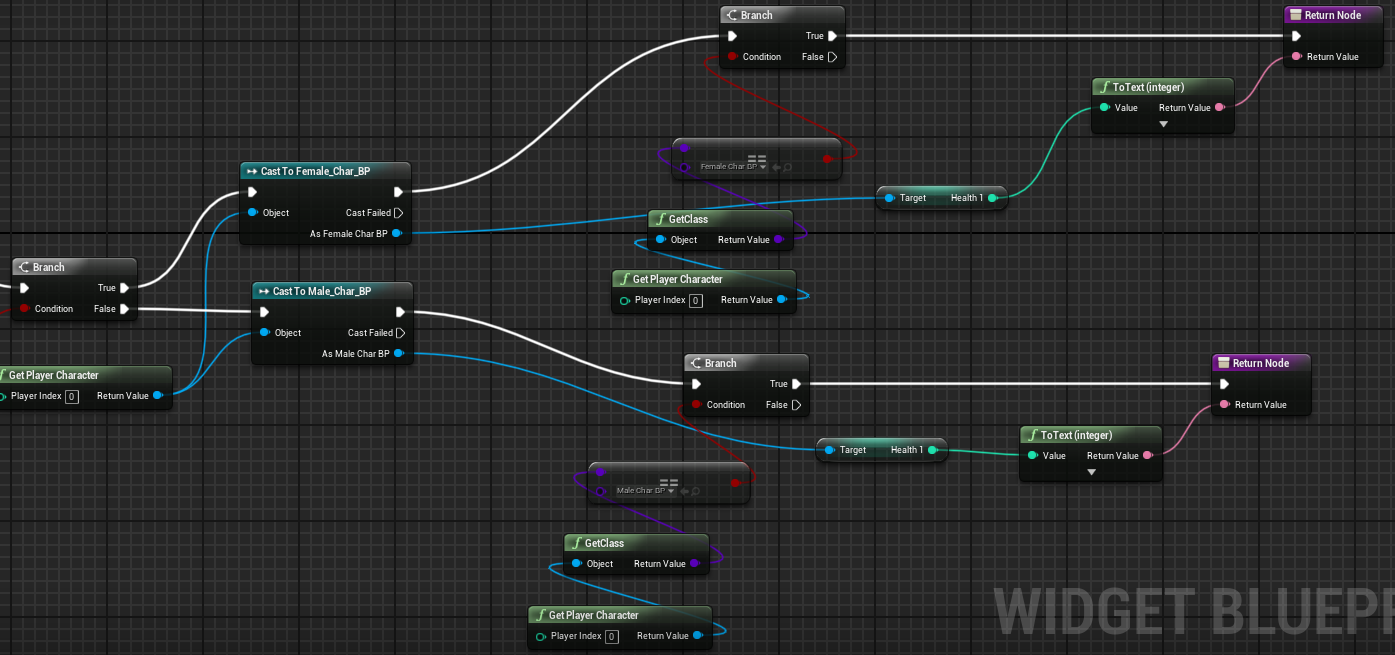 Branch
True
Condition
False
Return Node
Return Value
ToText (integer)
Value
Return Value
==
Female Char BP
Cast To Female_Char_BP
Object
Cast Failed
As Female Char BP
Target
Health 1
GetClass
Object
Return Value
Get Player Character
Player Index 0
Return Value
Branch
True
Condition
False
Cast To Male_Char_BP
Object
Cast Failed
As Male Char BP
Get Player Character
Player Index 0
Return Value
Branch
True
Condition
False
Return Node
Return Value
ToText (integer)
Value
Return Value
Target
Health 1
==
Male Char BP
GetClass
Object
Return Value
Get Player Character
Player Index 0
Return Value
WIDGET BLUEPR